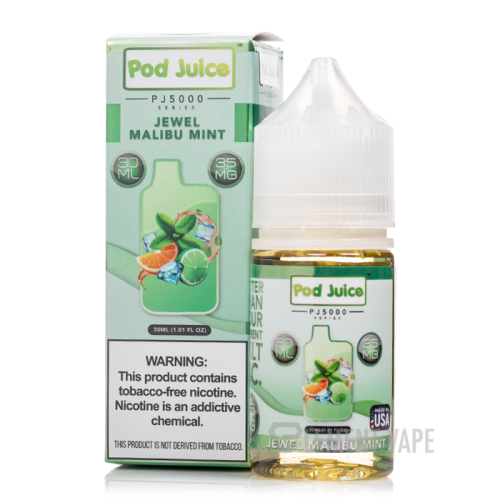 Pod Juice
PJ5000
SERIES
JEWEL
MALIBU MINT
30
ML
35
MG
30ML (1.01 FL OZ)
WARNING:
This product contains
tobacco-free nicotine.
Nicotine is an addictive
chemical.
THIS PRODUCT IS NOT DERIVED FROM TOBACCO.
Pod Juice
PJ5000
SERIES
30
ML
35
MG
MADE IN
USA
JEWEL MALIBU MINT
VAPE